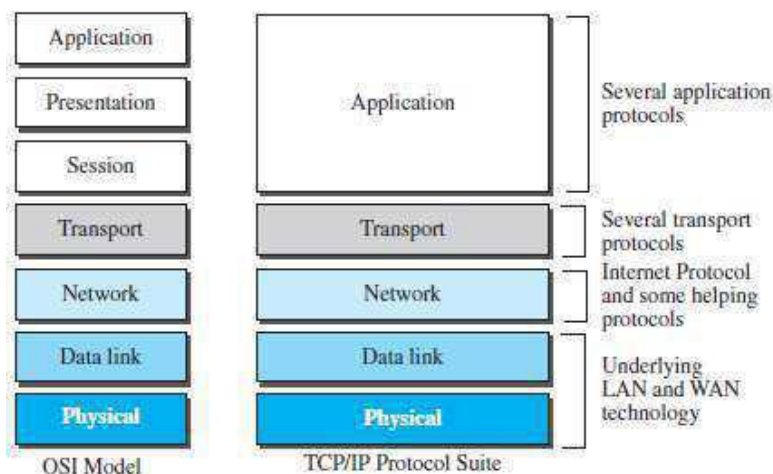 Application
Presentation
Session
Transport
Network
Data link
Physical
OSI Model
Application
Transport
Network
Data link
Physical
TCP/IP Protocol Suite
Several application
protocols
Several transport
protocols
Internet Protocol
and some helping
protocols
Underlying
LAN and WAN
technology